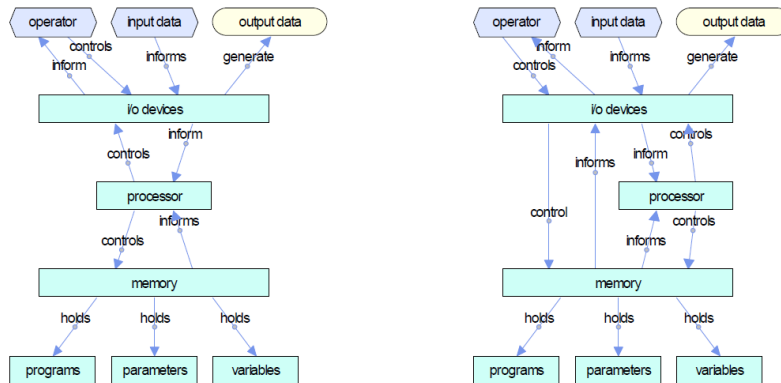 operator
input data
output data
controls
inform
informs
generate
i/o devices
controls
inform
processor
controls
informs
memory
holds
holds
holds
programs
parameters
variables
operator
input data
output data
inform
controls
informs
generate
i/o devices
informs
inform
controls
processor
control
informs
controls
memory
holds
holds
holds
programs
parameters
variables